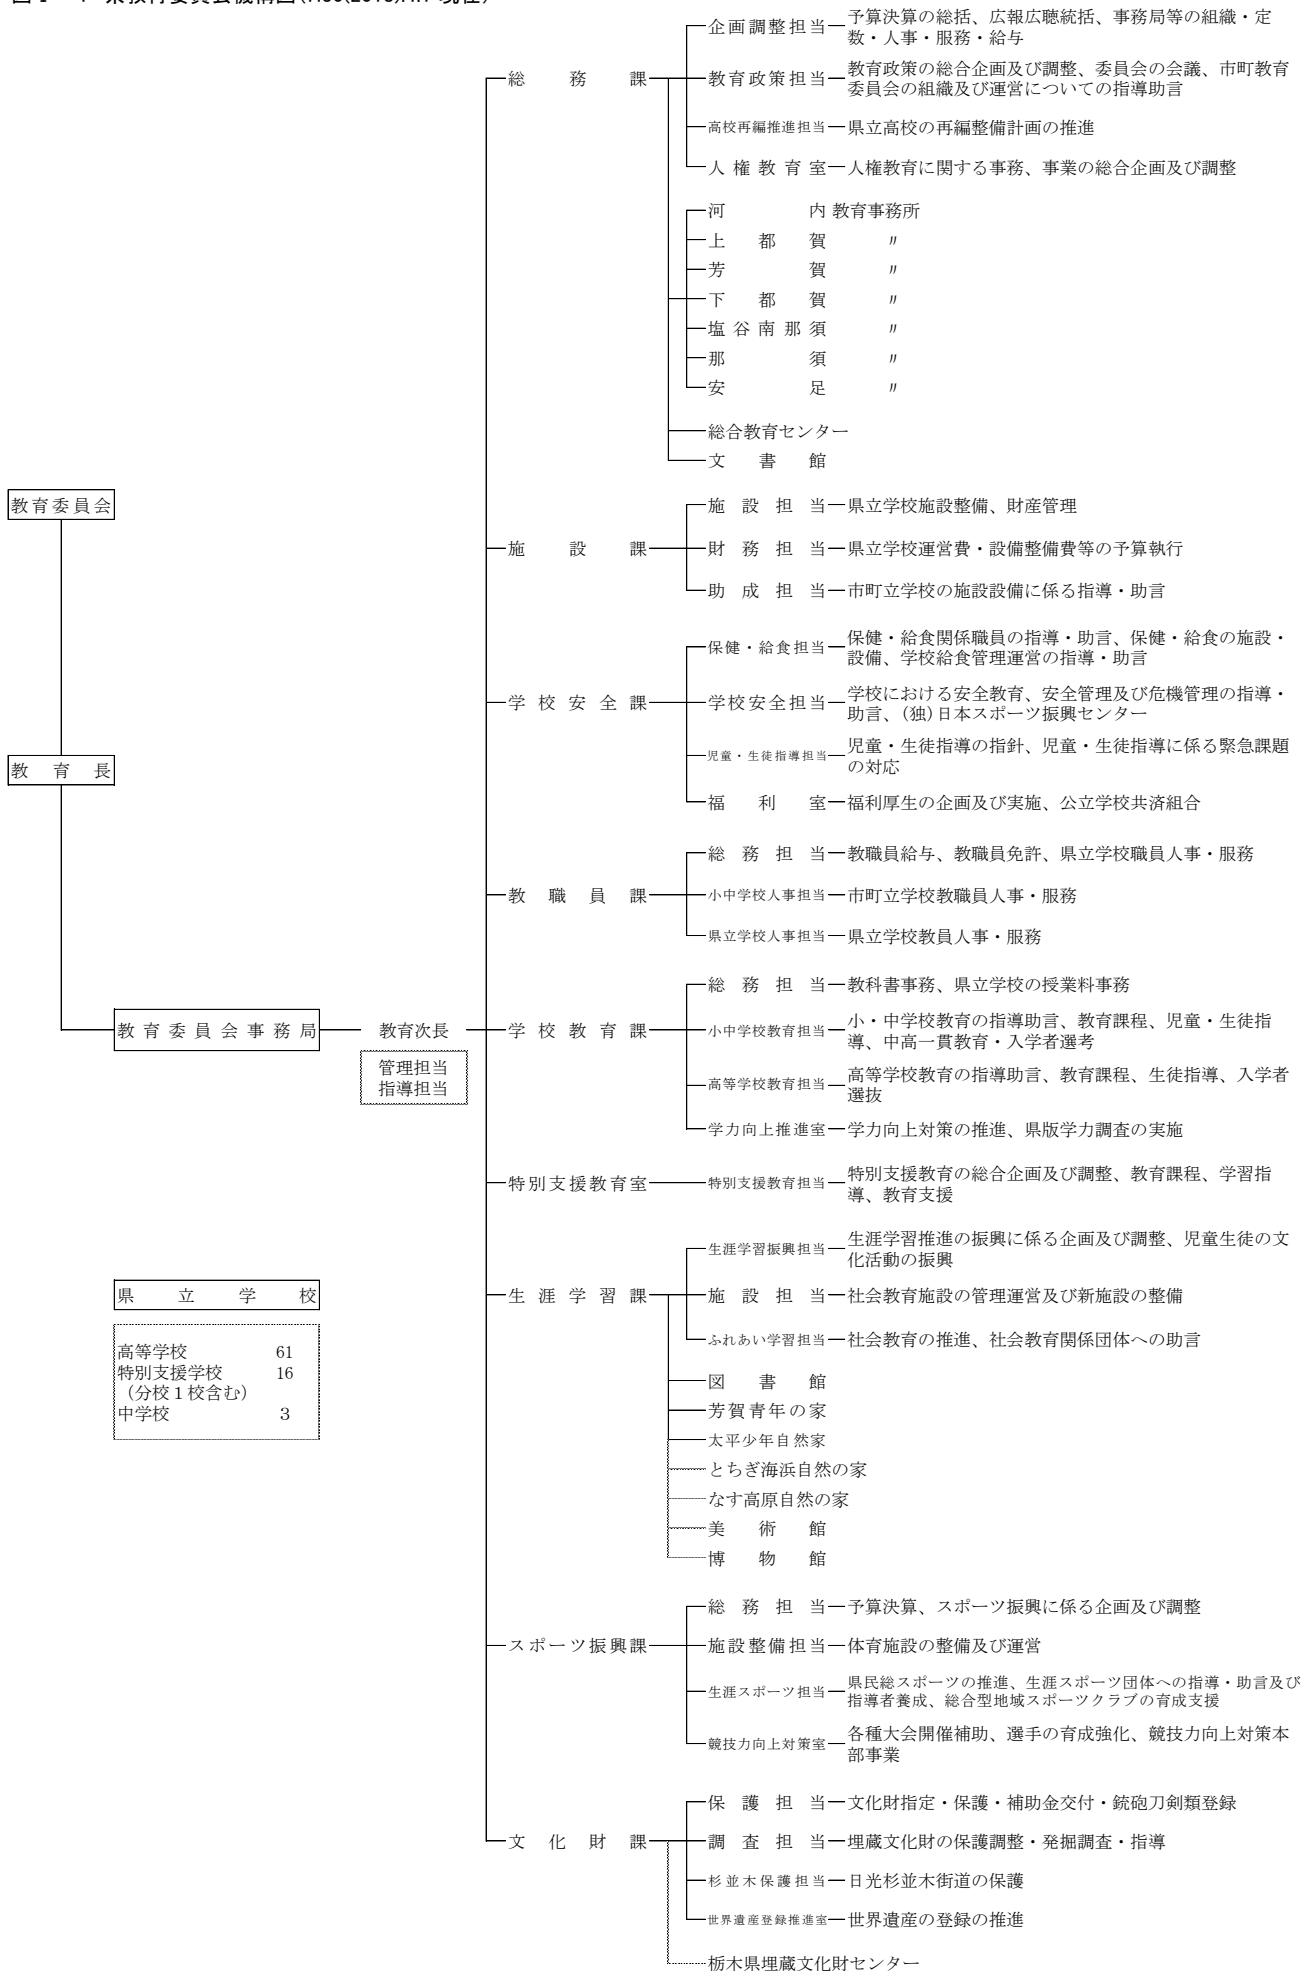 企画調整担当 予算決算の総括、広報広聴統括、事務局等の組織・定
数・人事・服務・給与
総務課 教育政策担当 教育政策の総合企画及び調整、委員会の会議、市町教育
委員会の組織及び運営についての指導助言
高校再編推進担当 県立高校の再編整備計画の推進
人権教育室 人権教育に関する事務、事業の総合企画及び調整
河内教育事務所
上都賀 〃
芳賀 〃
下都賀 〃
塩谷南那須 〃
那須 〃
安足 〃
総合教育センター
文書館
教育委員会
施設担当 県立学校施設整備、財産管理
施設課 財務担当 県立学校運営費・設備整備費等の予算執行
助成担当 市町立学校の施設設備に係る指導・助言
保健・給食担当 保健・給食関係職員の指導・助言、保健・給食の施設・
設備、学校給食管理運営の指導・助言
学校安全課 学校安全担当 学校における安全教育、安全管理及び危機管理の指導・
助言、(独)日本スポーツ振興センター
教育長
児童・生徒指導担当 児童・生徒指導の指針、児童・生徒指導に係る緊急課題
の対応
福利室 福利厚生の企画及び実施、公立学校共済組合
総務担当 教職員給与、教職員免許、県立学校職員人事・服務
教職員課 小中学校人事担当 市町立学校教職員人事・服務
県立学校人事担当 県立学校教員人事・服務
総務担当 教科書事務、県立学校の授業料事務
教育委員会事務局 教育次長 学校教育課 小中学校教育担当 小・中学校教育の指導助言、教育課程、児童・生徒指
導、中高一貫教育・入学者選考
管理担当
指導担当
高等学校教育担当 高等学校教育の指導助言、教育課程、生徒指導、入学者
選抜
学力向上推進室 学力向上対策の推進、県版学力調査の実施
特別支援教育室 特別支援教育担当 特別支援教育の総合企画及び調整、教育課程、学習指
導、教育支援
生涯学習振興担当 生涯学習推進の振興に係る企画及び調整、児童生徒の文
化活動の振興
県立学校
生涯学習課 施設担当 社会教育施設の管理運営及び新施設の整備
ふれあい学習担当 社会教育の推進、社会教育関係団体への助言
高等学校 61
特別支援学校 16
(分校1校含む)
中学校 3
図書館
芳賀青年の家
太平少年自然家
とちぎ海浜自然の家
なす高原自然の家
美術館
博物館
総務担当 予算決算、スポーツ振興に係る企画及び調整
スポーツ振興課 施設整備担当 体育施設の整備及び運営
生涯スポーツ担当 県民総スポーツの推進、生涯スポーツ団体への指導・助言及び
指導者養成、総合型地域スポーツクラブの育成支援
競技力向上対策室 各種大会開催補助、選手の育成強化、競技力向上対策本
部事業
保護担当 文化財指定・保護・補助金交付・銃砲刀剣類登録
文化財課 調査担当 埋蔵文化財の保護調整・発掘調査・指導
杉並木保護担当 日光杉並木街道の保護
世界遺産登録推進室 世界遺産の登録の推進
栃木県埋蔵文化財センター